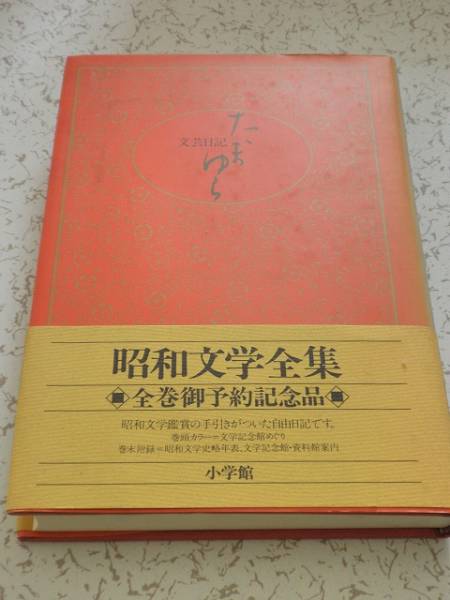 文芸日記
たまゆら
昭和文学全集
全巻御予約記念品
昭和文学鑑賞の手引きがついた自由日記です。
巻頭カラー＝文学記念館めぐり
巻末附録＝昭和文学史略年表、文学記念館・資料館案内
小学館